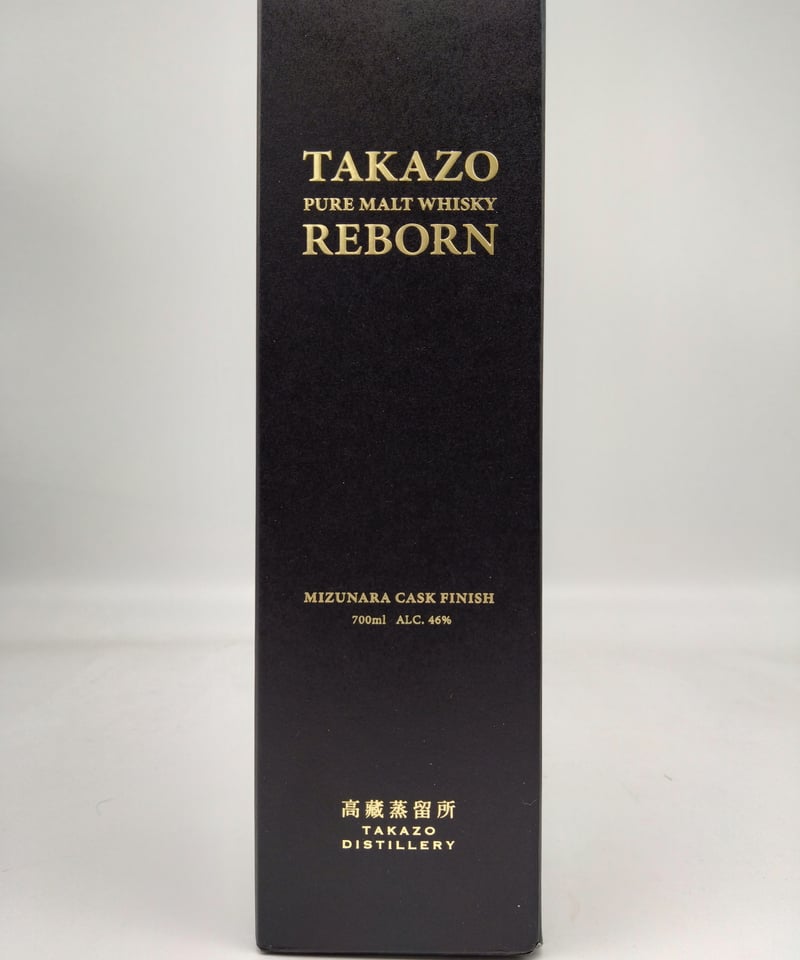 TAKAZO
PURE MALT WHISKY
REBORN
MIZUNARA CASK FINISH
700ml ALC. 46%
高藏蒸留所
TAKAZO
DISTILLERY